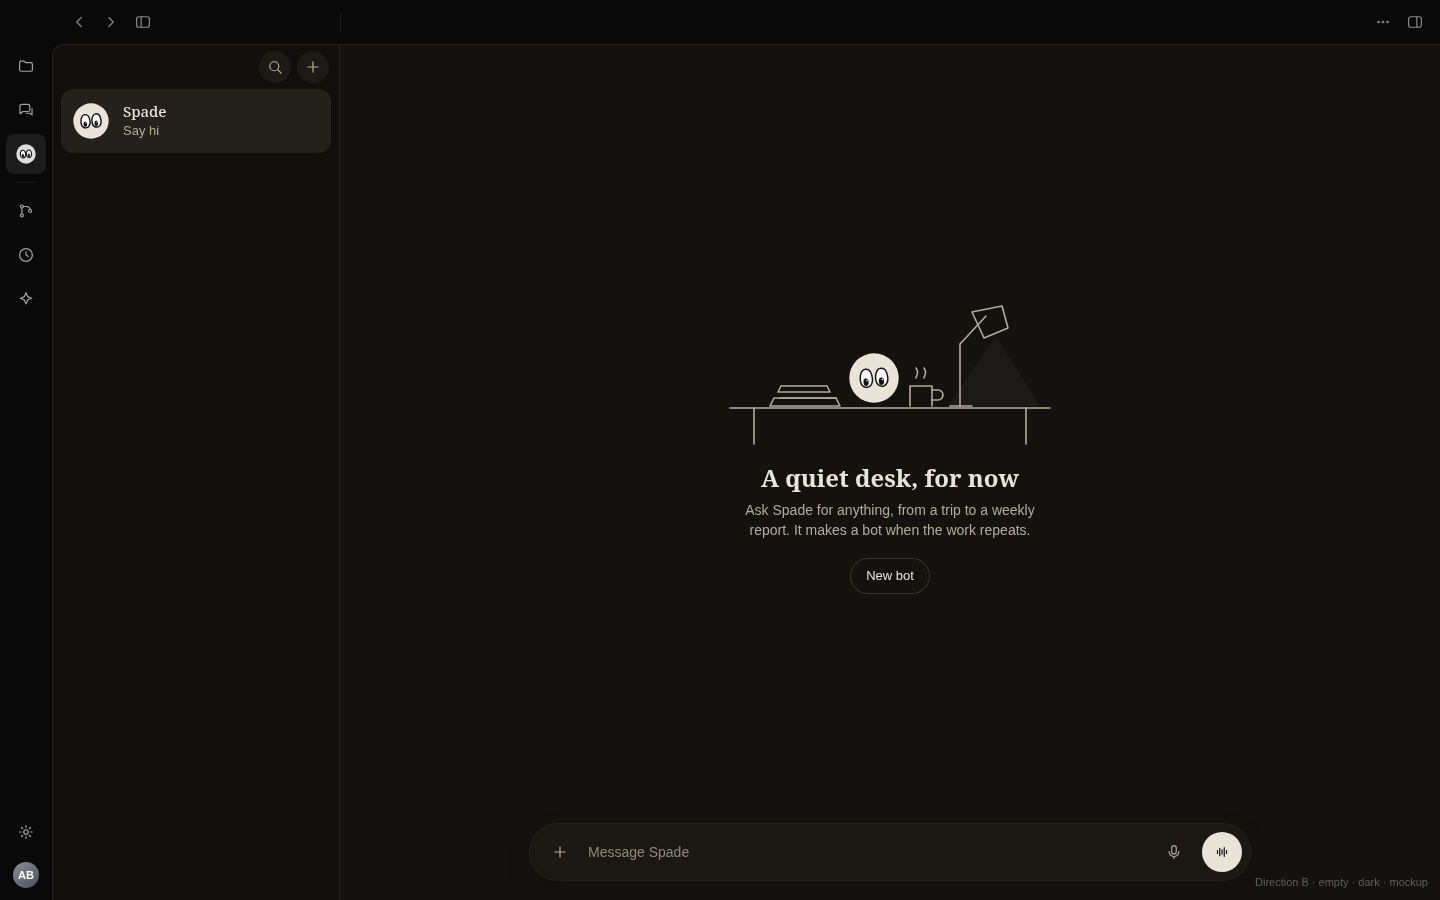 Spade
Say hi
A quiet desk, for now
Ask Spade for anything, from a trip to a weekly
report. It makes a bot when the work repeats.
New bot
Message Spade
AB
Direction B · empty · dark · mockup